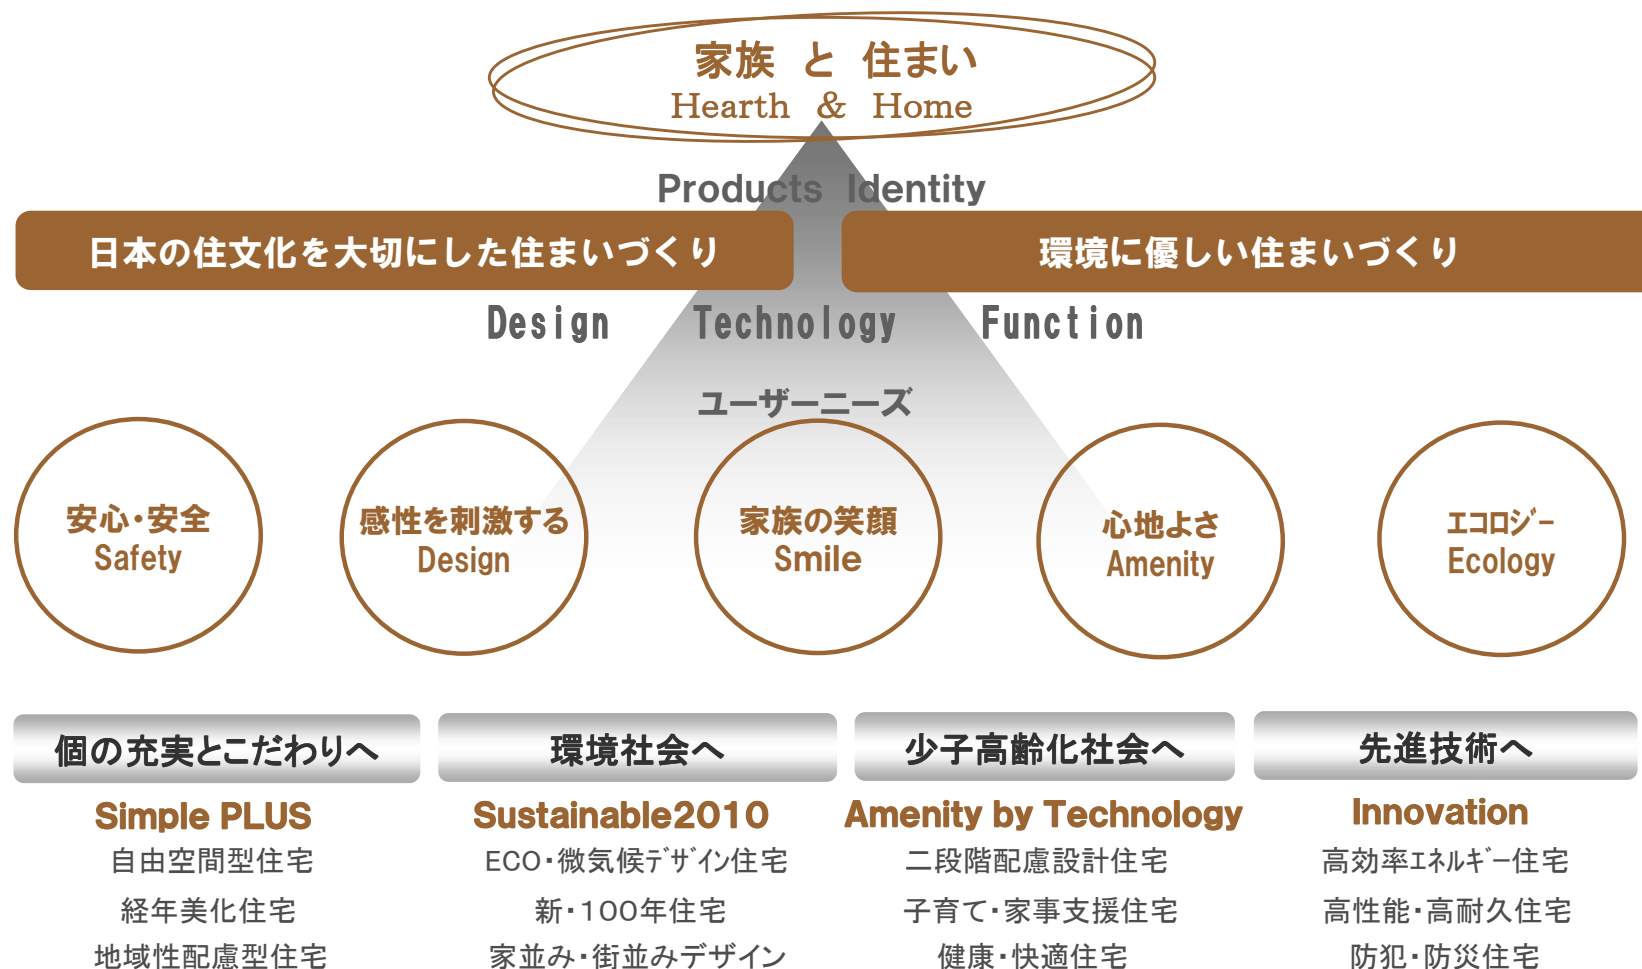 家族 と 住まい
Hearth & Home
Products Identity
日本の住文化を大切にした住まいづくり
環境に優しい住まいづくり
Design Technology Function
ユーザーニーズ
安心・安全
Safety
感性を刺激する
Design
家族の笑顔
Smile
心地よさ
Amenity
ｴｺﾛｼﾞｰ
Ecology
個の充実とこだわりへ
環境社会へ
少子高齢化社会へ
先進技術へ
Simple PLUS
Sustainable2010
Amenity by Technology
Innovation
自由空間型住宅
ECO・微気候ﾃﾞｻﾞｲﾝ住宅
二段階配慮設計住宅
高効率ｴﾈﾙｷﾞｰ住宅
経年美化住宅
新・１００年住宅
子育て・家事支援住宅
高性能・高耐久住宅
地域性配慮型住宅
家並み・街並みデザイン
健康・快適住宅
防犯・防災住宅